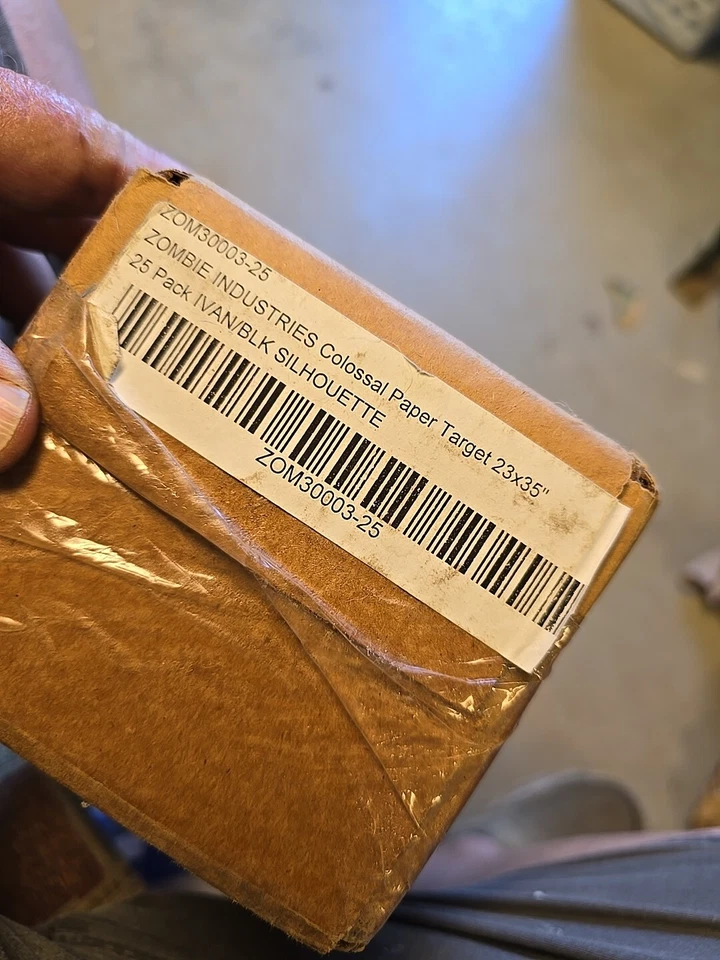 ZOM30003-25
ZOMBIE INDUSTRIES Colossal Paper Target 23x35"
25 Pack IVAN/BLK SILHOUETTE
ZOM30003-25